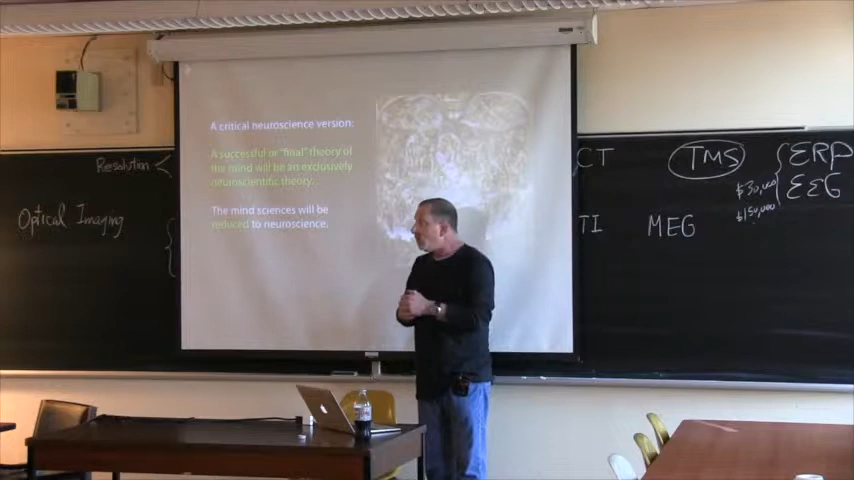 A critical neuroscience version:
A successful or "final" theory of
the mind will be an exclusively
neuroscientific theory.
The mind sciences will be
reduced to neuroscience.
Resolution
Optical Imaging
CT
TMS
ERP
$30,000
EEG
$150,000
TI
MEG